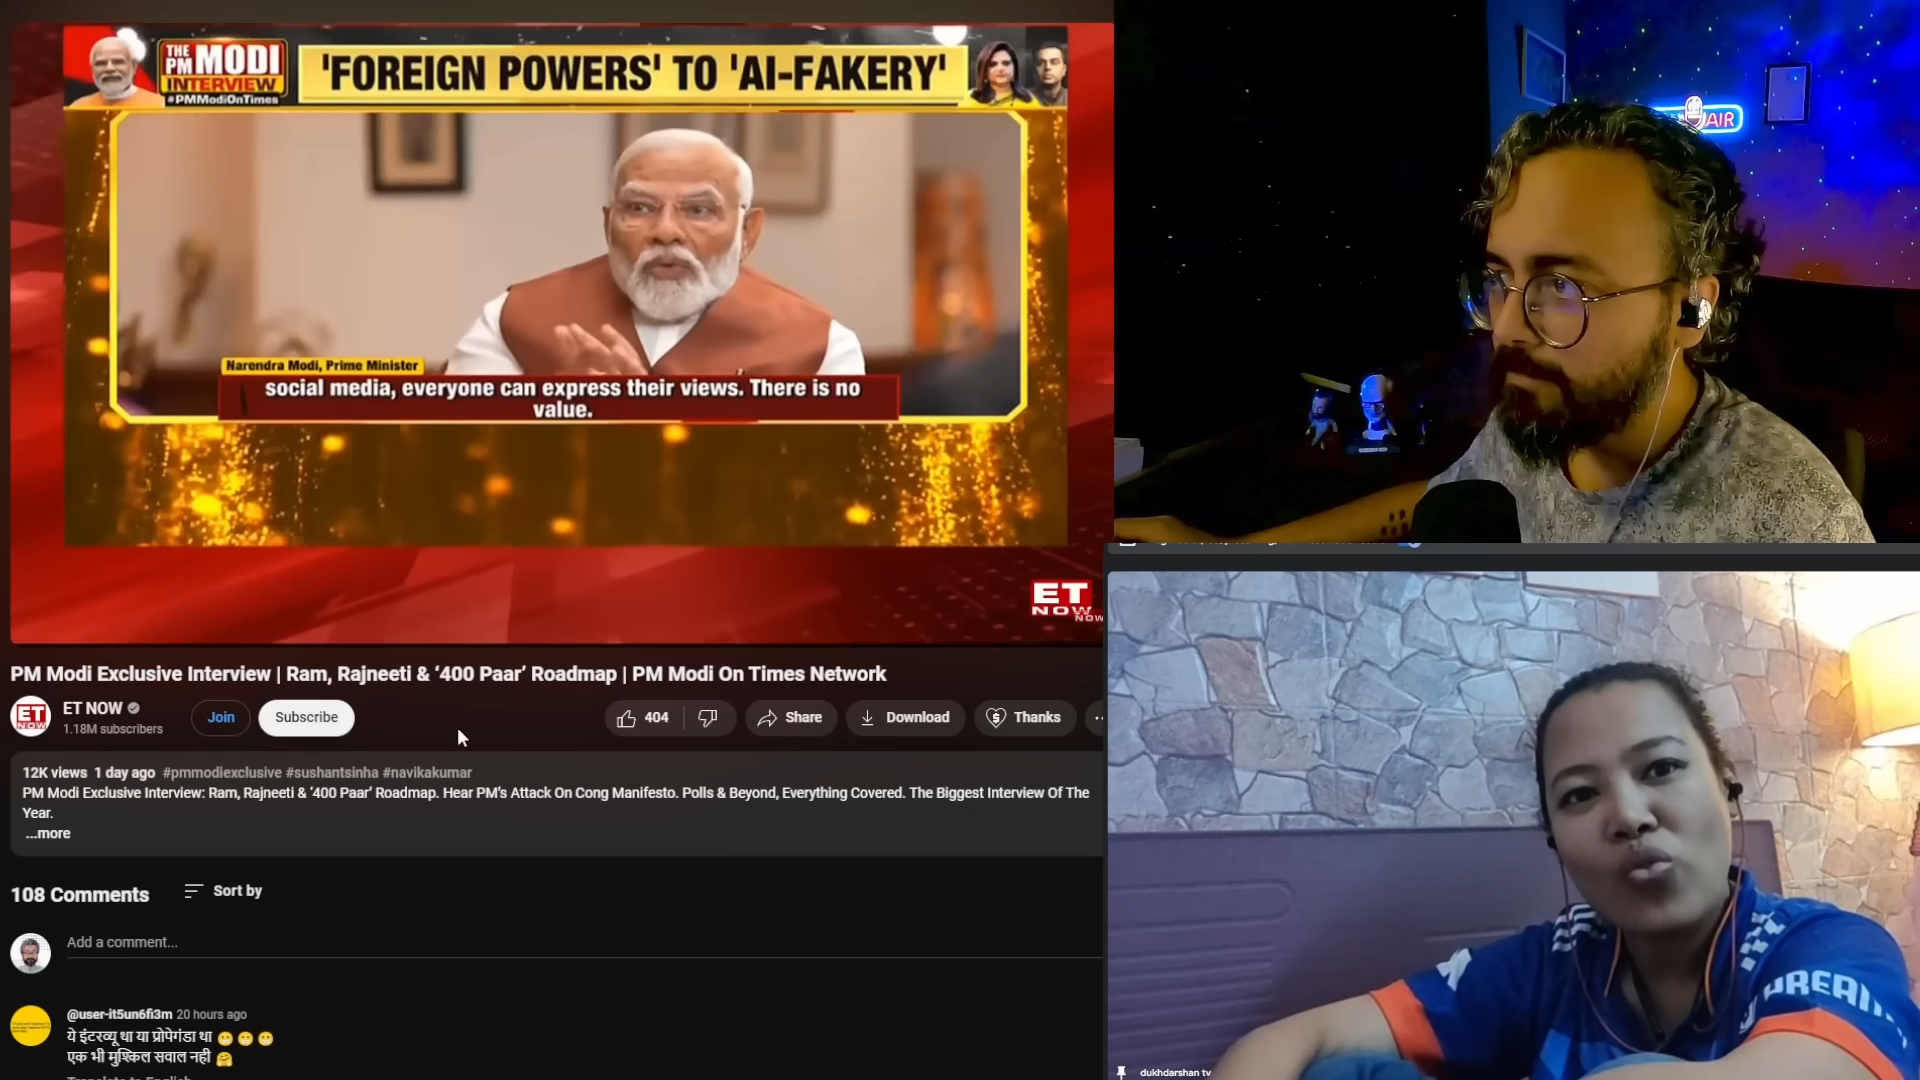 THE
PM MODI
INTERVIEW
#PMModiOnTimes
'FOREIGN POWERS' TO 'AI-FAKERY'
Narendra Modi, Prime Minister
social media, everyone can express their views. There is no
value.
ET
NOW
NOW
AIR
PM Modi Exclusive Interview | Ram, Rajneeti & ‘400 Paar’ Roadmap | PM Modi On Times Network
ET NOW
1.18M subscribers
Join
Subscribe
404
Share
Download
Thanks
12K views 1 day ago #pmmodiexclusive #sushantsinha #navikakumar
PM Modi Exclusive Interview: Ram, Rajneeti & ‘400 Paar’ Roadmap. Hear PM's Attack On Cong Manifesto. Polls & Beyond, Everything Covered. The Biggest Interview Of The
Year.
...more
108 Comments
Sort by
Add a comment...
@user-it5un6fi3m 20 hours ago
ये इंटरव्यू था या प्रोपेगंडा था 😬😬😬
एक भी मुश्किल सवाल नही 🤗
Translate to English
dukhdarshan tv